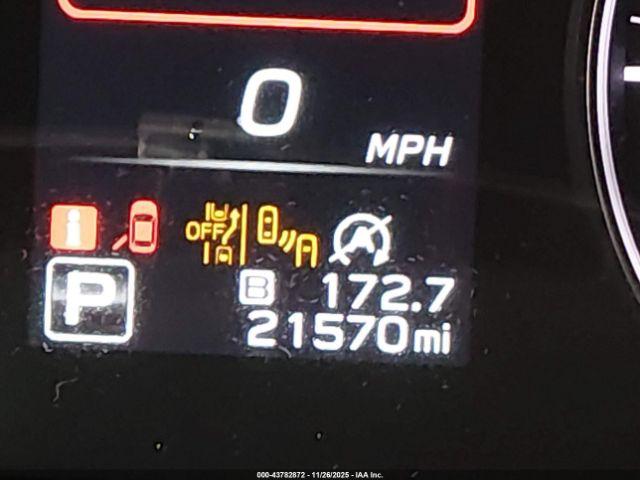 0
MPH
i
OFF
A
P
B 172.7
21570mi
000-43782872 - 11/26/2025 - IAA Inc.